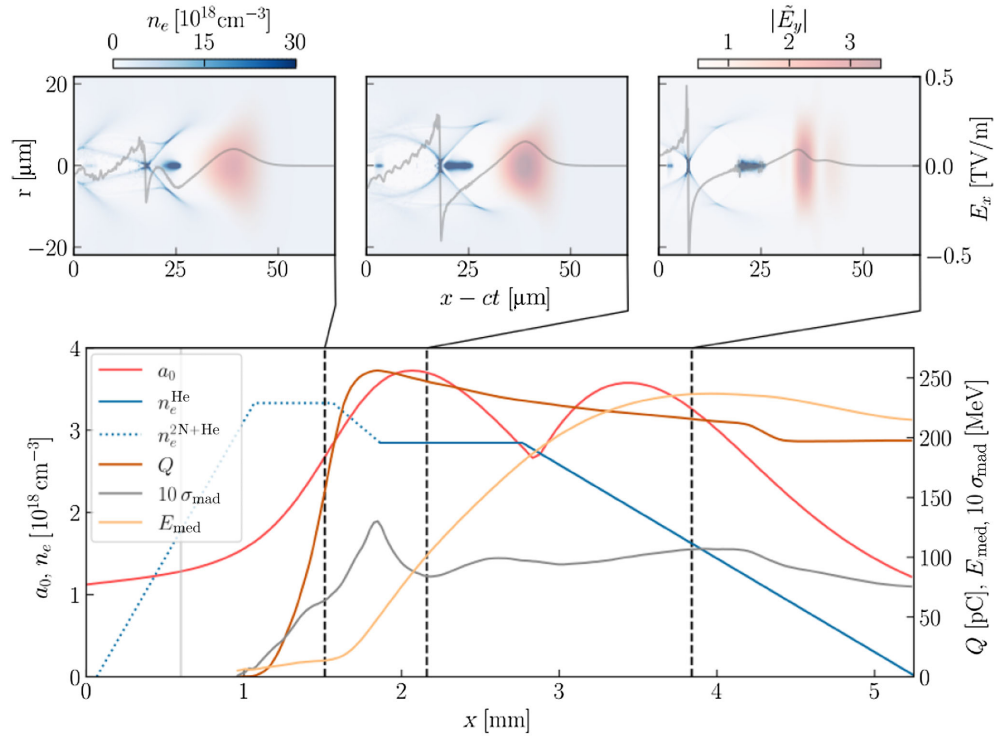 n_e [10^18 cm^−3]
|Ẽ_y|
0 15 30
1 2 3
20
0
−20
r [μm]
0 25 50
0 25 50
0 25 50
x − ct [μm]
0.5
0.0
−0.5
E_x [TV/m]
4
3
2
1
0
a_0, n_e [10^18 cm^−3]
a_0
n_e^He
n_e^2N+He
Q
10 σ_mad
E_med
250
200
150
100
50
0
Q [pC], E_med, 10 σ_mad [MeV]
0 1 2 3 4 5
x [mm]